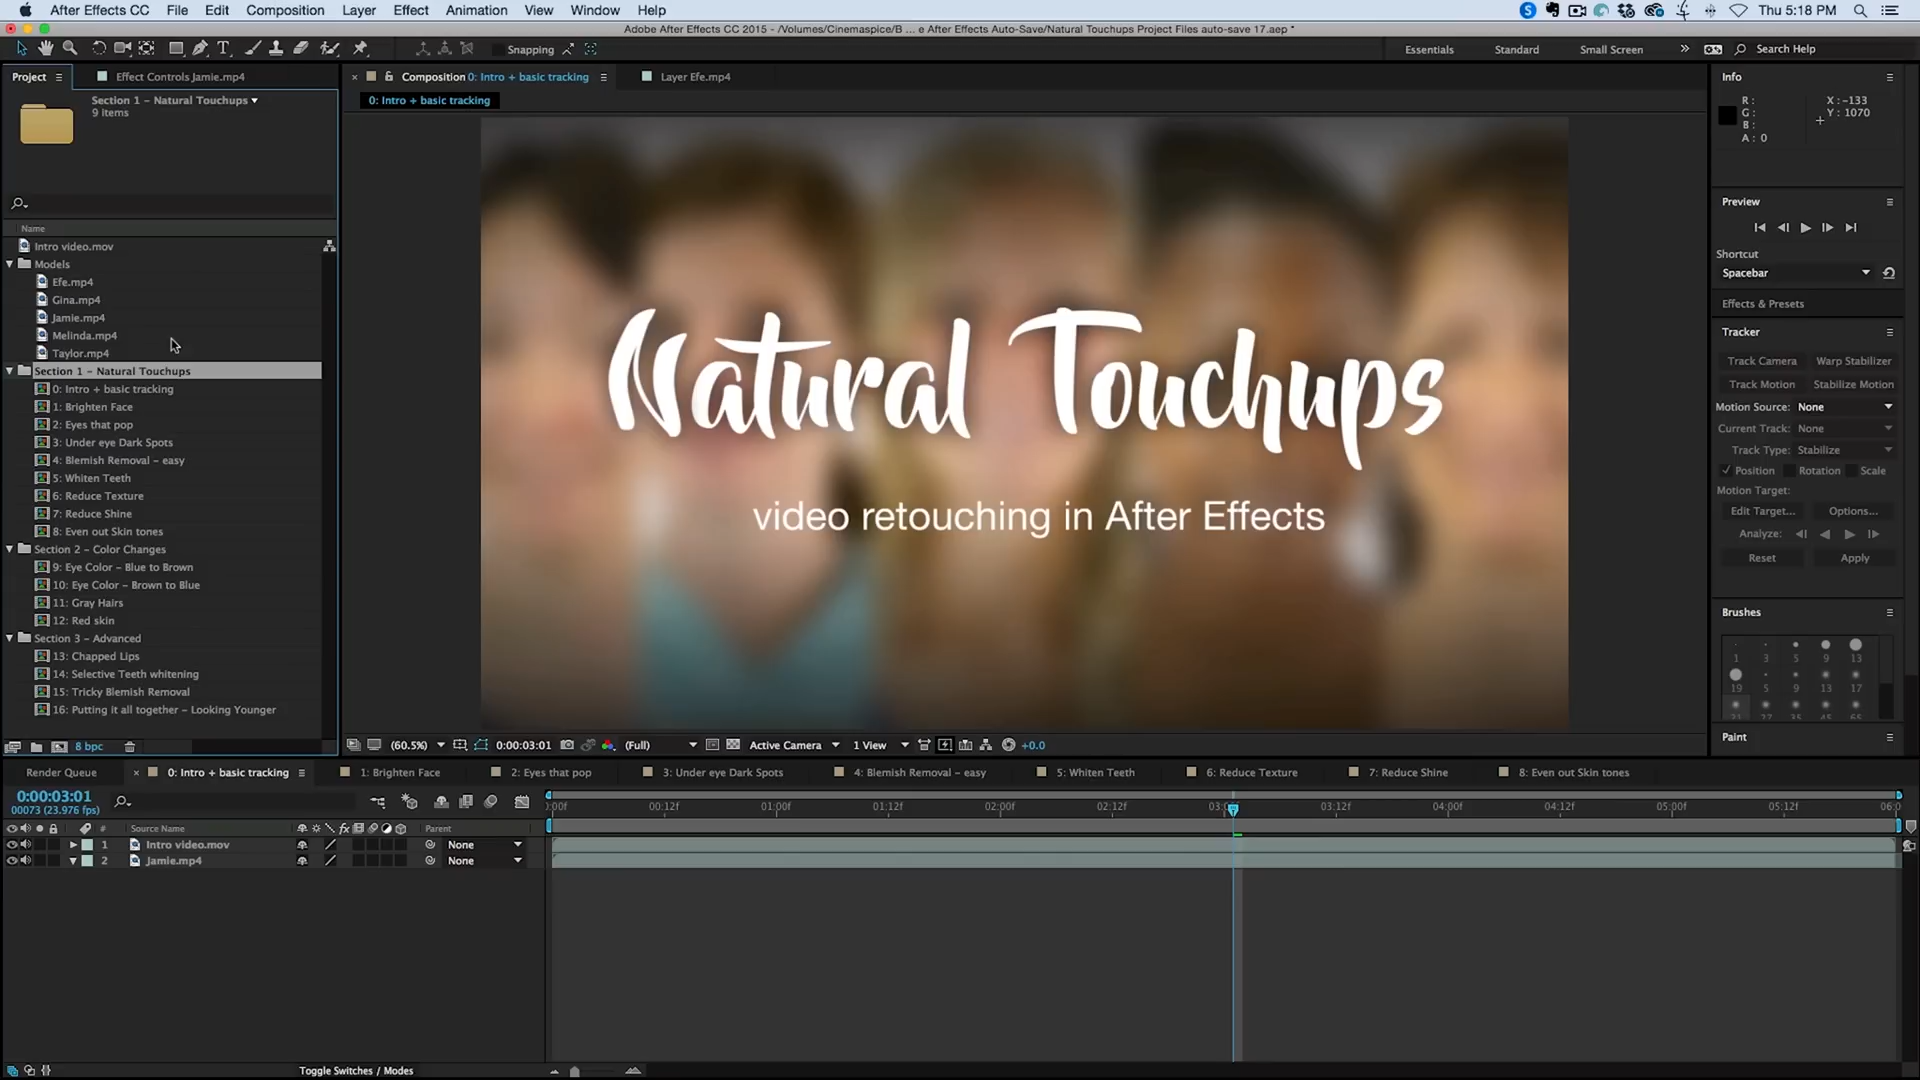 After Effects CC File Edit Composition Layer Effect Animation View Window Help Thu 5:18 PM
Adobe After Effects CC 2015 - /Volumes/Cinemaspice/B ... e After Effects Auto-Save/Natural Touchups Project Files auto-save 17.aep *
Snapping Essentials Standard Small Screen Search Help
Project Effect Controls Jamie.mp4
Section 1 - Natural Touchups
9 items
Name
Intro video.mov
Models
Efe.mp4
Gina.mp4
Jamie.mp4
Melinda.mp4
Taylor.mp4
Section 1 - Natural Touchups
0: Intro + basic tracking
1: Brighten Face
2: Eyes that pop
3: Under eye Dark Spots
4: Blemish Removal - easy
5: Whiten Teeth
6: Reduce Texture
7: Reduce Shine
8: Even out Skin tones
Section 2 - Color Changes
9: Eye Color - Blue to Brown
10: Eye Color - Brown to Blue
11: Gray Hairs
12: Red skin
Section 3 - Advanced
13: Chapped Lips
14: Selective Teeth whitening
15: Tricky Blemish Removal
16: Putting it all together - Looking Younger
8 bpc
Composition 0: Intro + basic tracking Layer Efe.mp4
0: Intro + basic tracking
Natural Touchups
video retouching in After Effects
(60.5%) 0:00:03:01 (Full) Active Camera 1 View +0.0
Info
R: X: -133
G: Y: 1070
B:
A: 0
Preview
Shortcut
Spacebar
Effects & Presets
Tracker
Track Camera Warp Stabilizer
Track Motion Stabilize Motion
Motion Source: None
Current Track: None
Track Type: Stabilize
Position Rotation Scale
Motion Target:
Edit Target... Options...
Analyze:
Reset Apply
Brushes
1 3 5 9 13
19 5 9 13 17
21 27 35 45 65
Paint
Render Queue 0: Intro + basic tracking 1: Brighten Face 2: Eyes that pop 3: Under eye Dark Spots 4: Blemish Removal - easy 5: Whiten Teeth 6: Reduce Texture 7: Reduce Shine 8: Even out Skin tones
0:00:03:01
00073 (23.976 fps)
:00f 00:12f 01:00f 01:12f 02:00f 02:12f 03:0 03:12f 04:00f 04:12f 05:00f 05:12f 06:0
# Source Name fx Parent
1 Intro video.mov None
2 Jamie.mp4 None
Toggle Switches / Modes